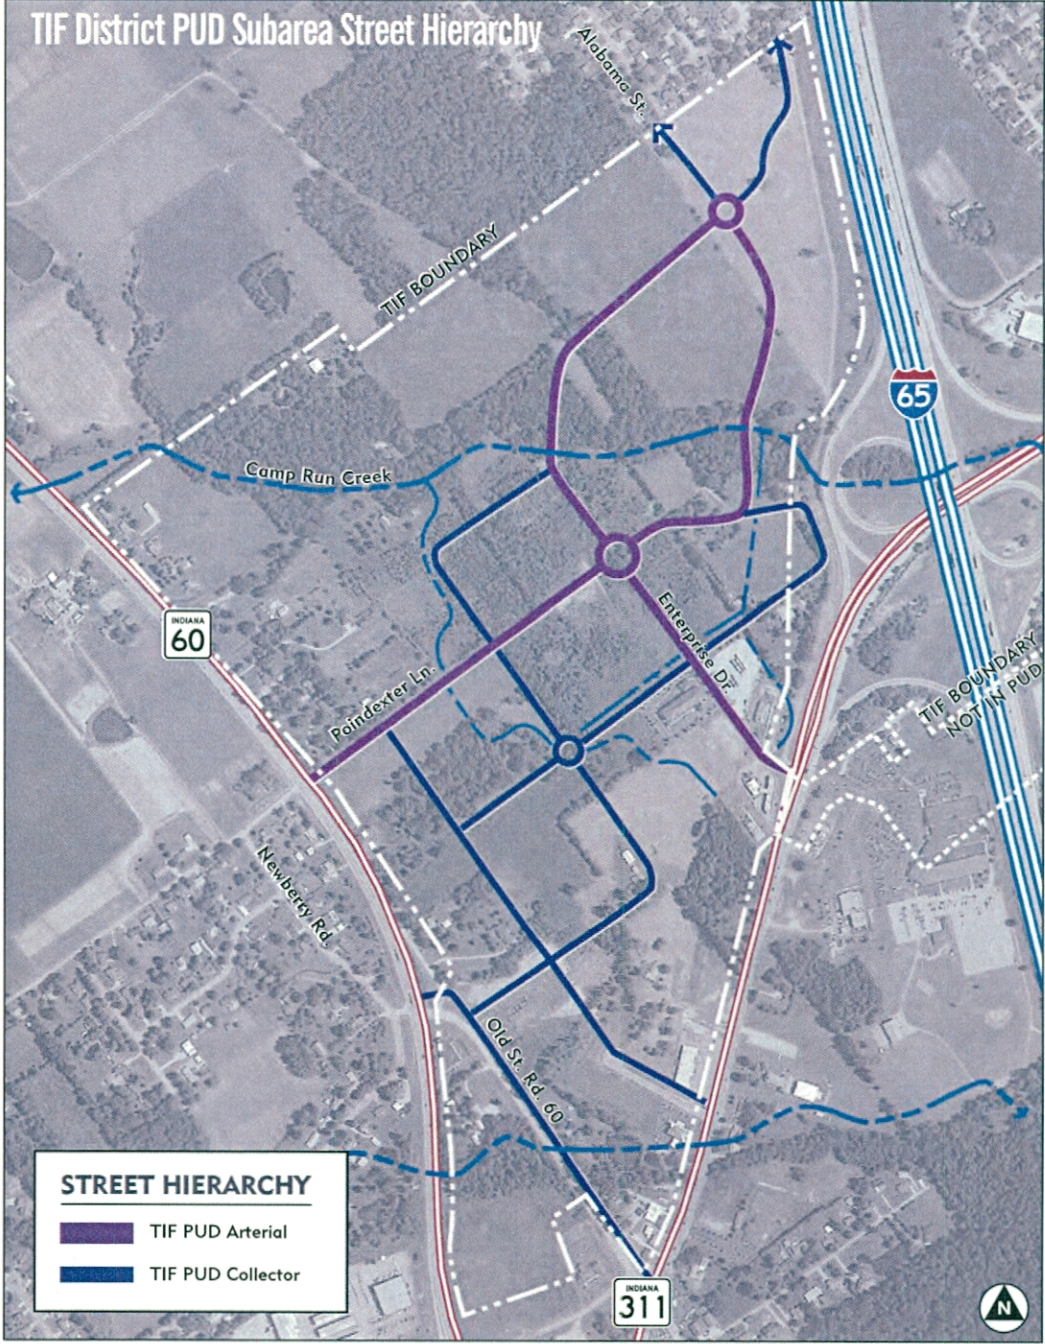 TIF District PUD Subarea Street Hierarchy
Alabama St.
TIF BOUNDARY
65
Camp Run Creek
INDIANA
60
Enterprise Dr.
Poindexter Ln.
TIF BOUNDARY
NOT IN PUD
Newberry Rd.
Old St. Rd. 60
STREET HIERARCHY
TIF PUD Arterial
TIF PUD Collector
INDIANA
311
N